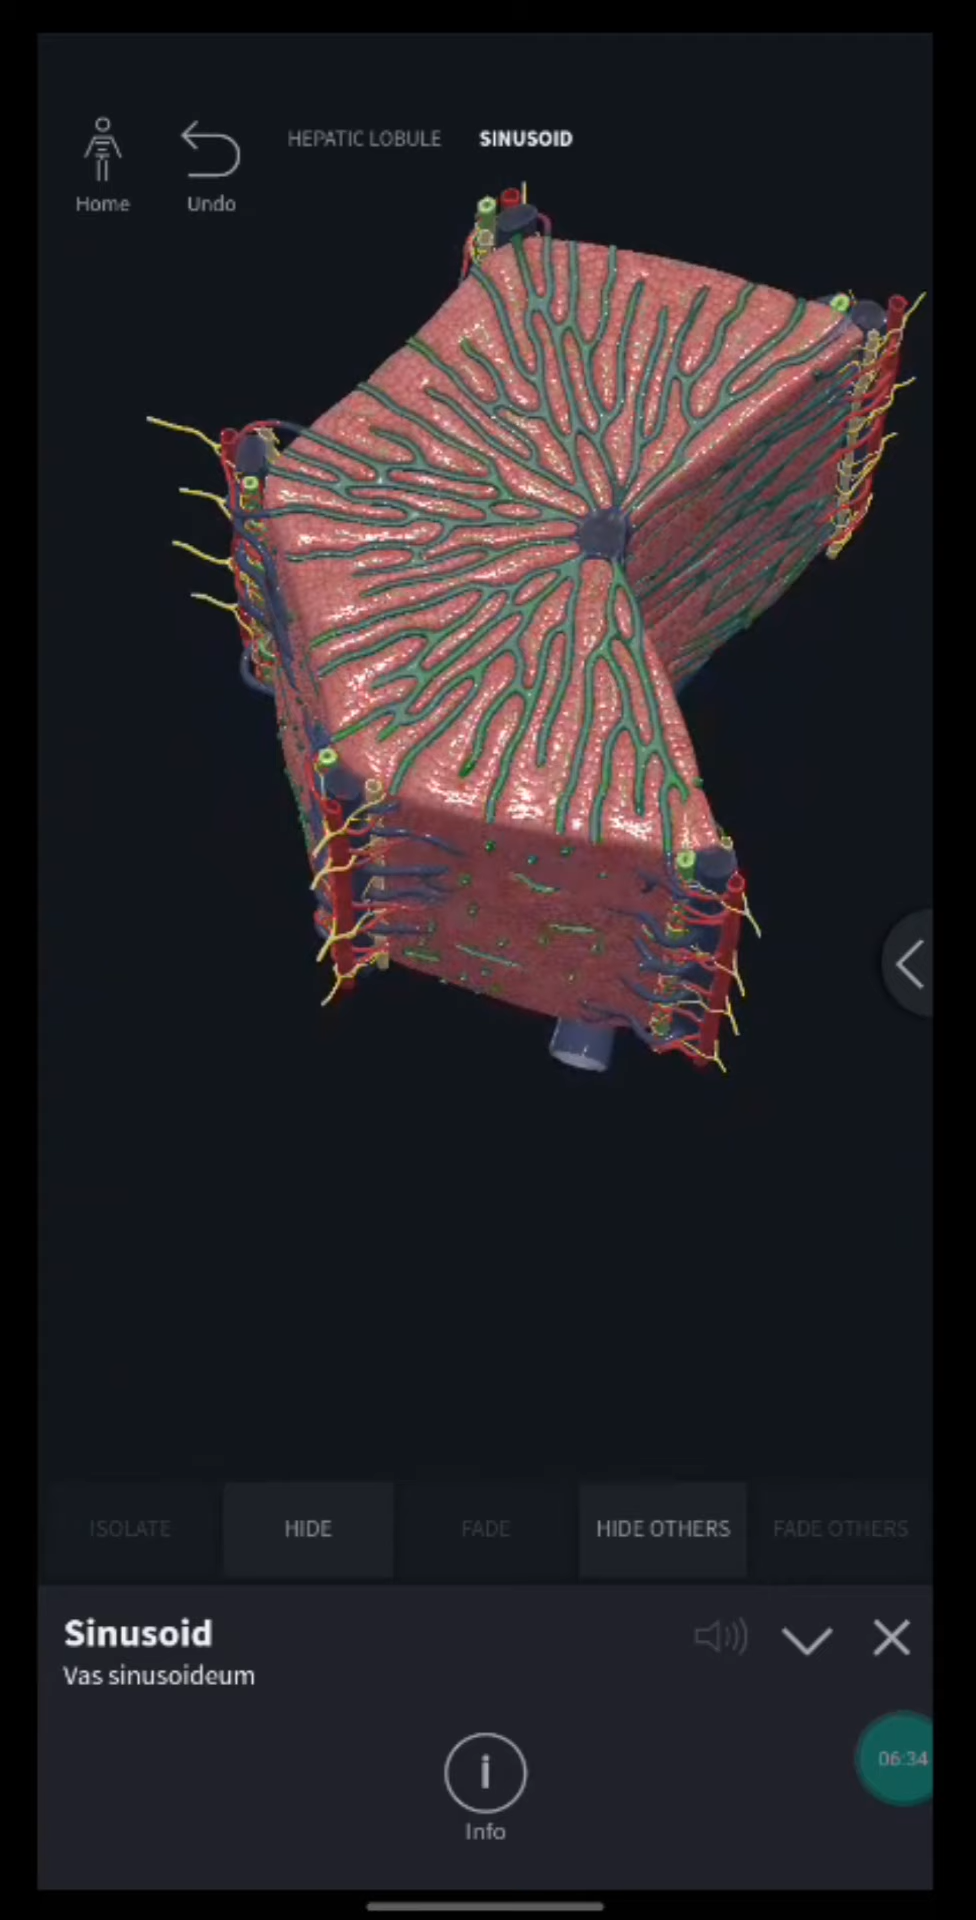 HEPATIC LOBULE SINUSOID
Home Undo
ISOLATE HIDE FADE HIDE OTHERS FADE OTHERS
Sinusoid
Vas sinusoideum
06:34
i
Info